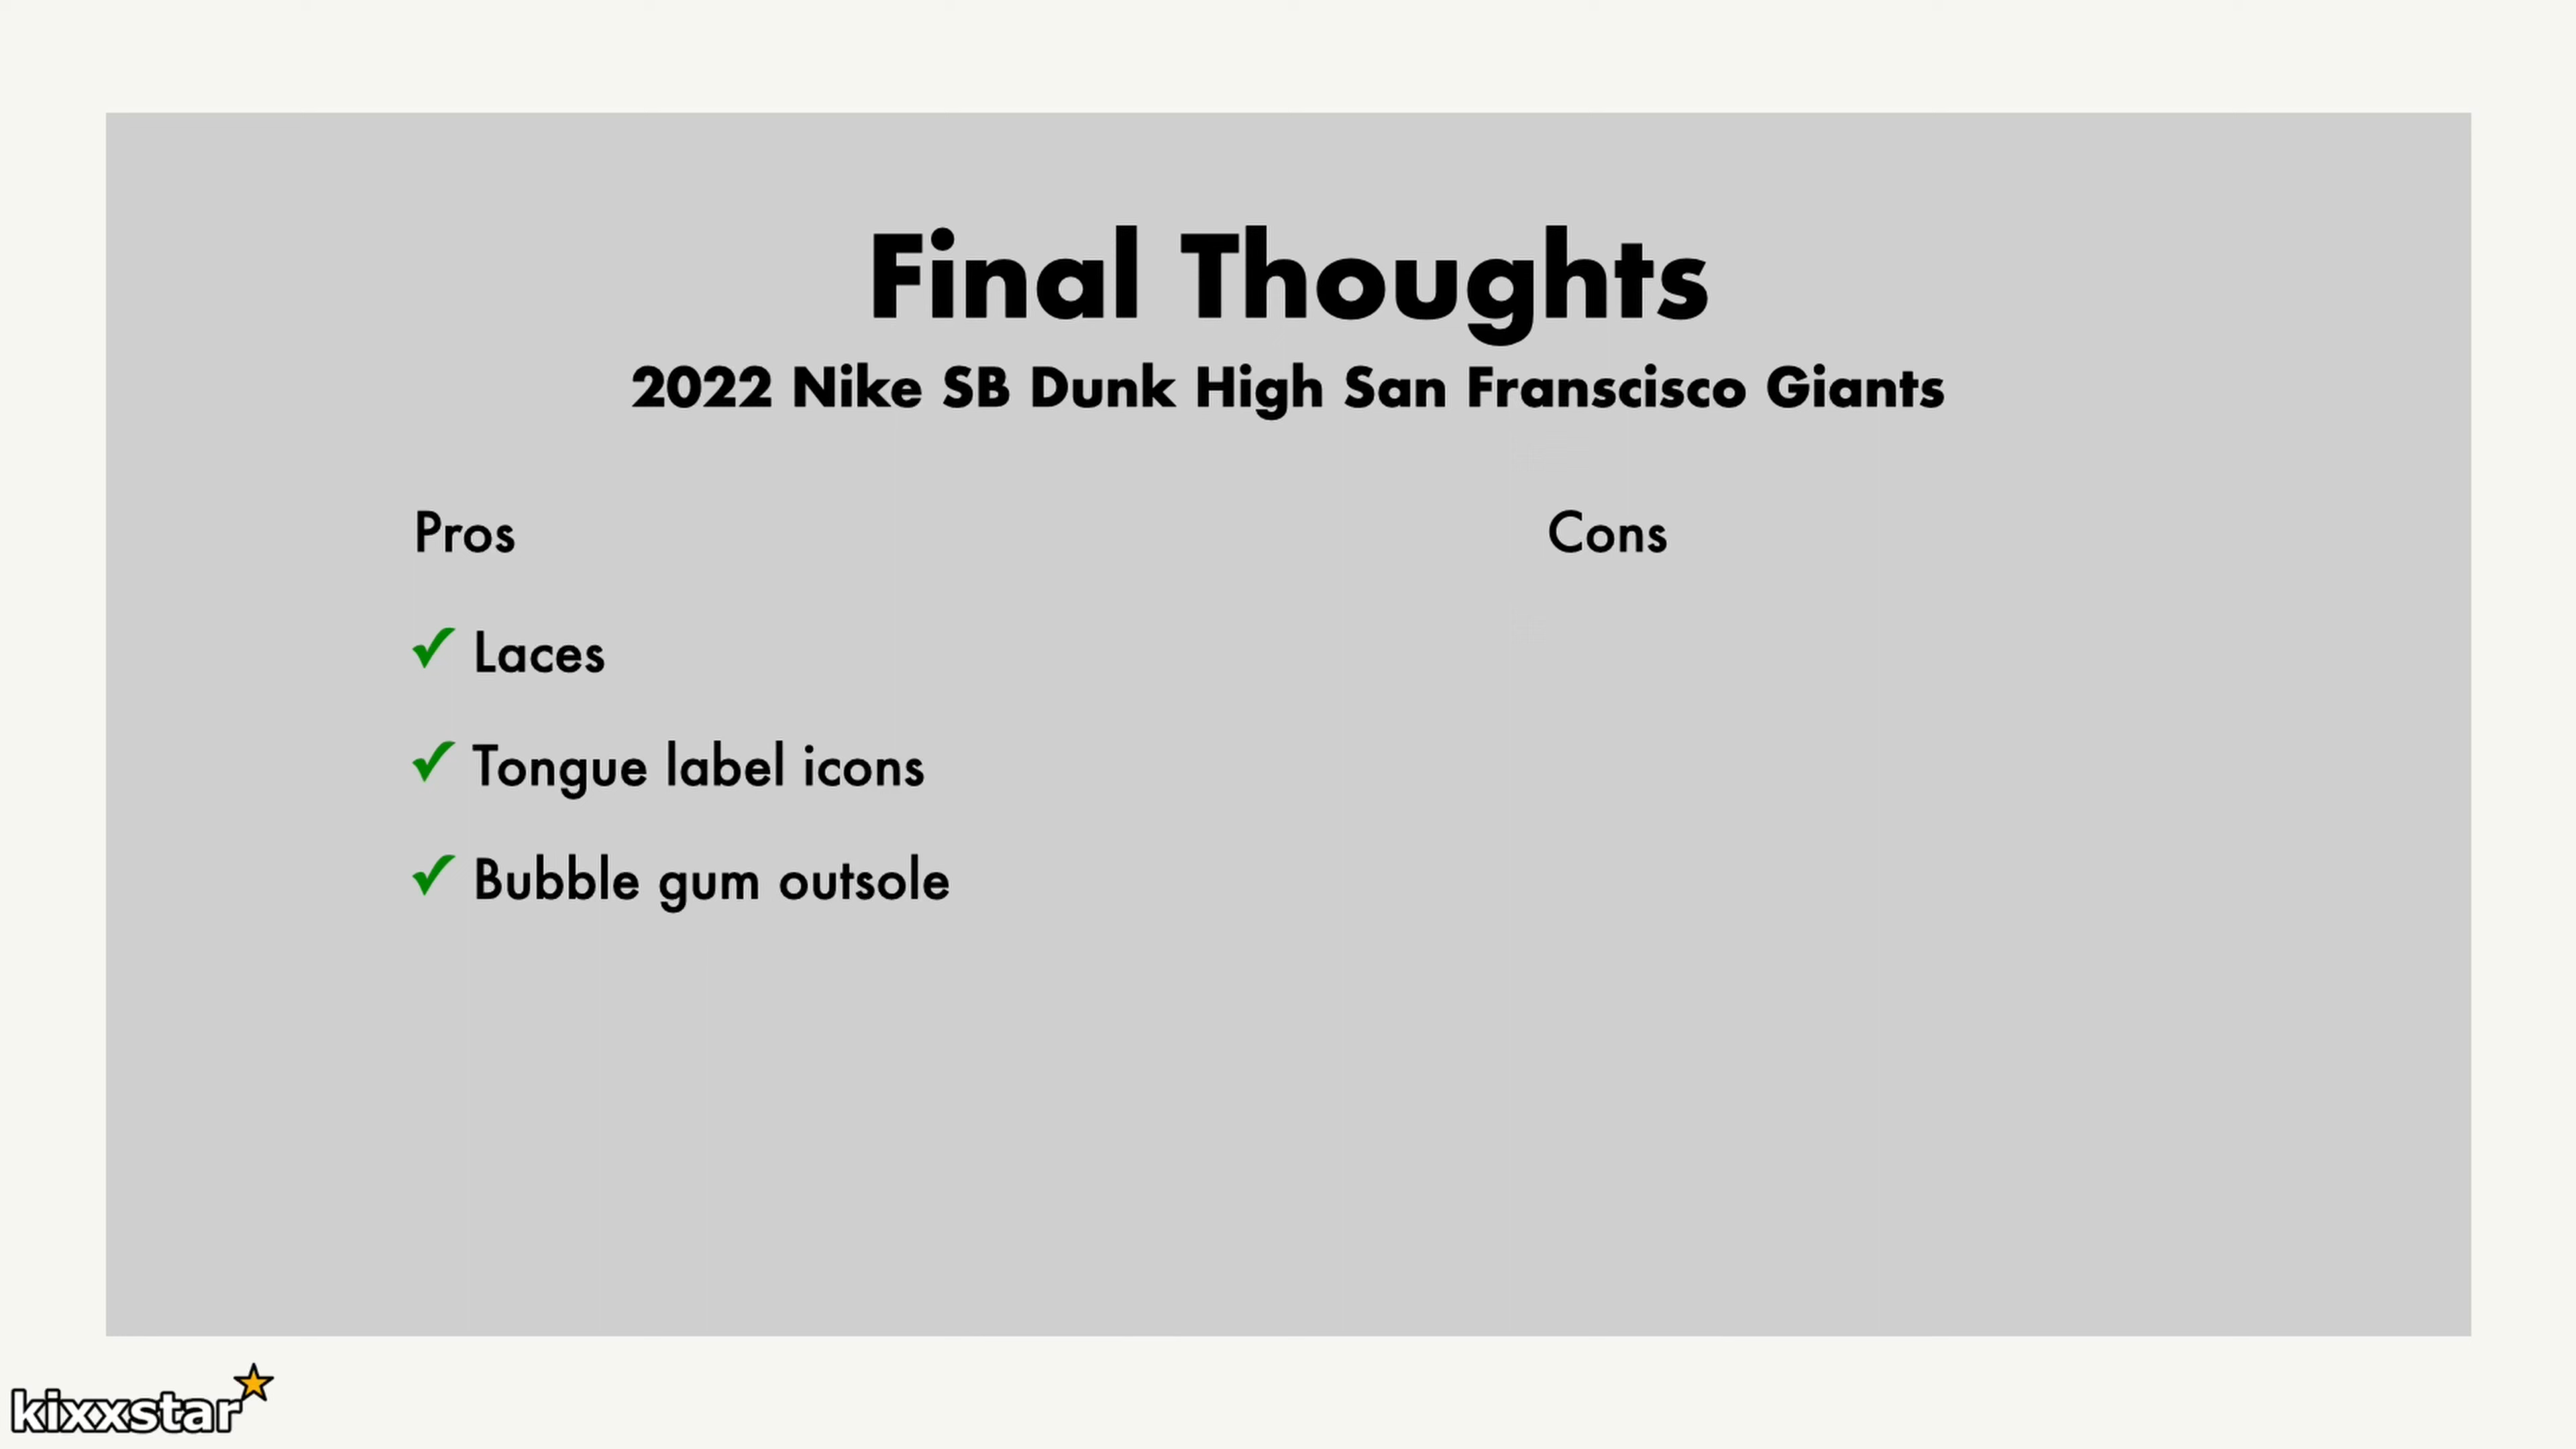 Final Thoughts
2022 Nike SB Dunk High San Franscisco Giants
Pros
Cons
✓ Laces
✓ Tongue label icons
✓ Bubble gum outsole
kixxstar